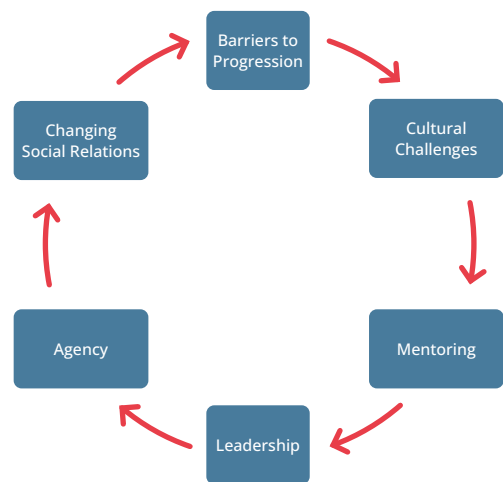 Barriers to
Progression
Cultural
Challenges
Mentoring
Leadership
Agency
Changing
Social Relations